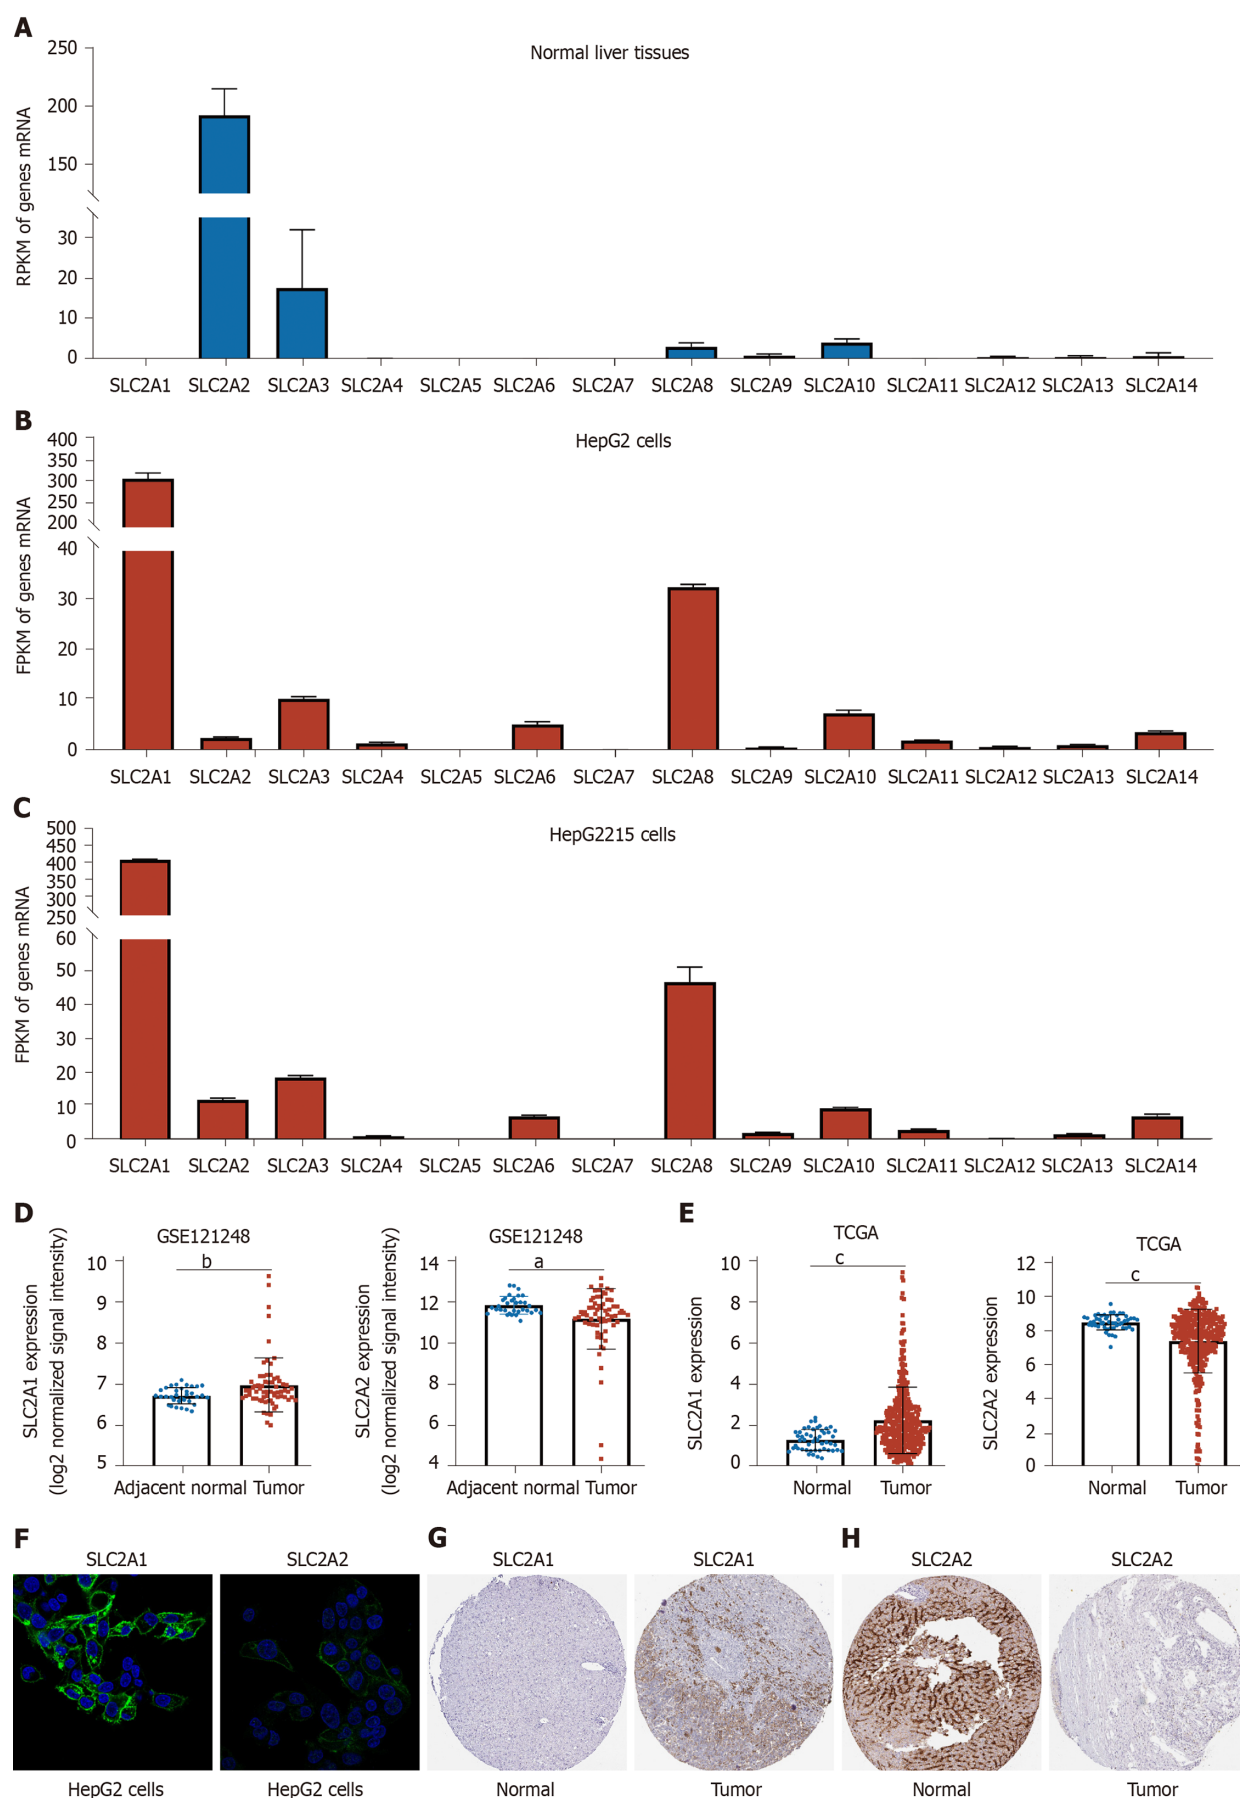 A
Normal liver tissues
RPKM of genes mRNA
250
200
150
30
20
10
0
SLC2A1 SLC2A2 SLC2A3 SLC2A4 SLC2A5 SLC2A6 SLC2A7 SLC2A8 SLC2A9 SLC2A10 SLC2A11 SLC2A12 SLC2A13 SLC2A14
B
HepG2 cells
FPKM of genes mRNA
400
350
300
250
200
40
30
20
10
0
SLC2A1 SLC2A2 SLC2A3 SLC2A4 SLC2A5 SLC2A6 SLC2A7 SLC2A8 SLC2A9 SLC2A10 SLC2A11 SLC2A12 SLC2A13 SLC2A14
C
HepG2215 cells
FPKM of genes mRNA
500
450
400
350
300
250
60
50
40
30
20
10
0
SLC2A1 SLC2A2 SLC2A3 SLC2A4 SLC2A5 SLC2A6 SLC2A7 SLC2A8 SLC2A9 SLC2A10 SLC2A11 SLC2A12 SLC2A13 SLC2A14
D
GSE121248
SLC2A1 expression
(log2 normalized signal intensity)
b
10
9
8
7
6
5
Adjacent normal Tumor
GSE121248
SLC2A2 expression
(log2 normalized signal intensity)
a
14
12
10
8
6
4
Adjacent normal Tumor
E
TCGA
SLC2A1 expression
c
10
8
6
4
2
0
Normal Tumor
TCGA
SLC2A2 expression
c
12
10
8
6
4
2
0
Normal Tumor
F
SLC2A1 SLC2A2
HepG2 cells HepG2 cells
G
SLC2A1 SLC2A1
Normal Tumor
H
SLC2A2 SLC2A2
Normal Tumor